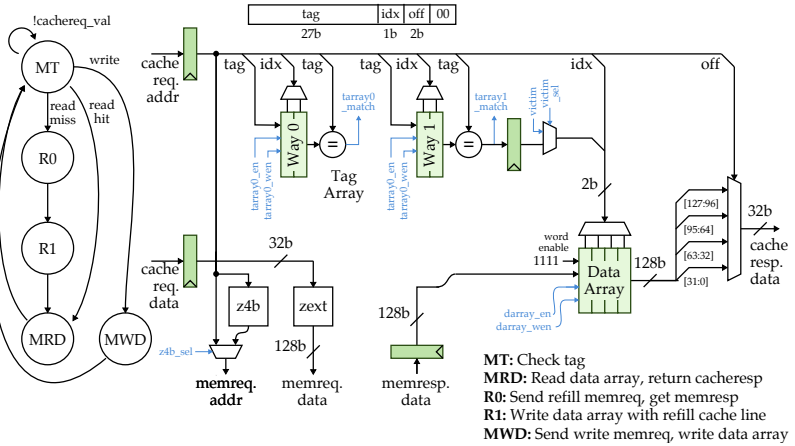 !cachereq_val
MT
write
read
miss
read
hit
R0
R1
MRD
MWD
tag
idx
off
00
27b
1b
2b
cache
req.
addr
tag
idx
tag
tag
idx
tag
idx
off
tarray0
_match
tarray1
_match
victim
victim
_sel
Way 0
=
Way 1
=
tarray0_en
tarray0_wen
tarray0_en
tarray0_wen
Tag
Array
2b
word
enable
1111
Data
Array
128b
[127:96]
[95:64]
[63:32]
[31:0]
32b
cache
resp.
data
cache
req.
data
32b
z4b
zext
128b
128b
darray_en
darray_wen
z4b_sel
memreq.
addr
memreq.
data
memresp.
data
MT: Check tag
MRD: Read data array, return cacheresp
R0: Send refill memreq, get memresp
R1: Write data array with refill cache line
MWD: Send write memreq, write data array